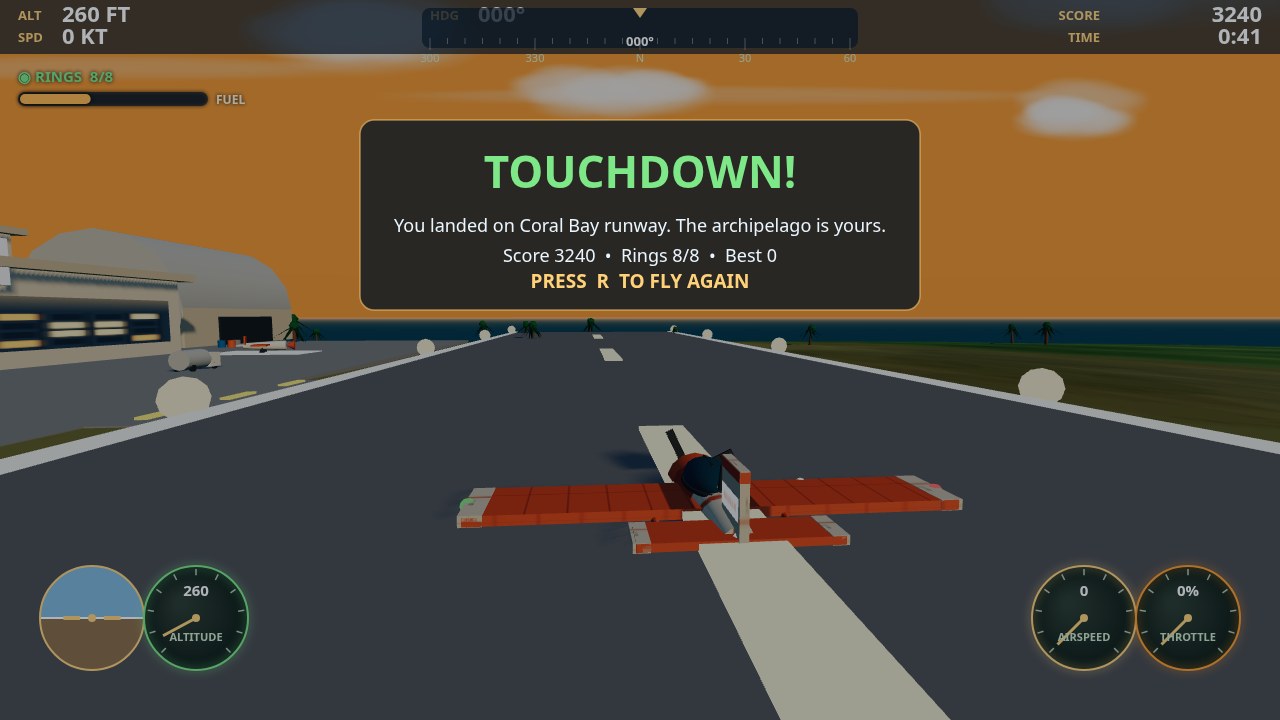 ALT 260 FT
SPD 0 KT
HDG 000°
000°
300 330 N 30 60
SCORE 3240
TIME 0:41
◉ RINGS 8/8
FUEL
TOUCHDOWN!
You landed on Coral Bay runway. The archipelago is yours.
Score 3240 • Rings 8/8 • Best 0
PRESS R TO FLY AGAIN
260
ALTITUDE
0
AIRSPEED
0%
THROTTLE